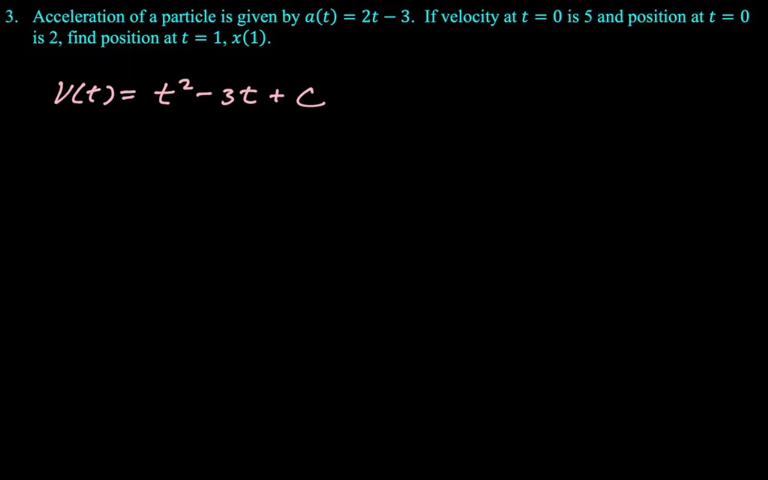 3. Acceleration of a particle is given by a(t) = 2t − 3. If velocity at t = 0 is 5 and position at t = 0
is 2, find position at t = 1, x(1).
V(t) = t² − 3t + C